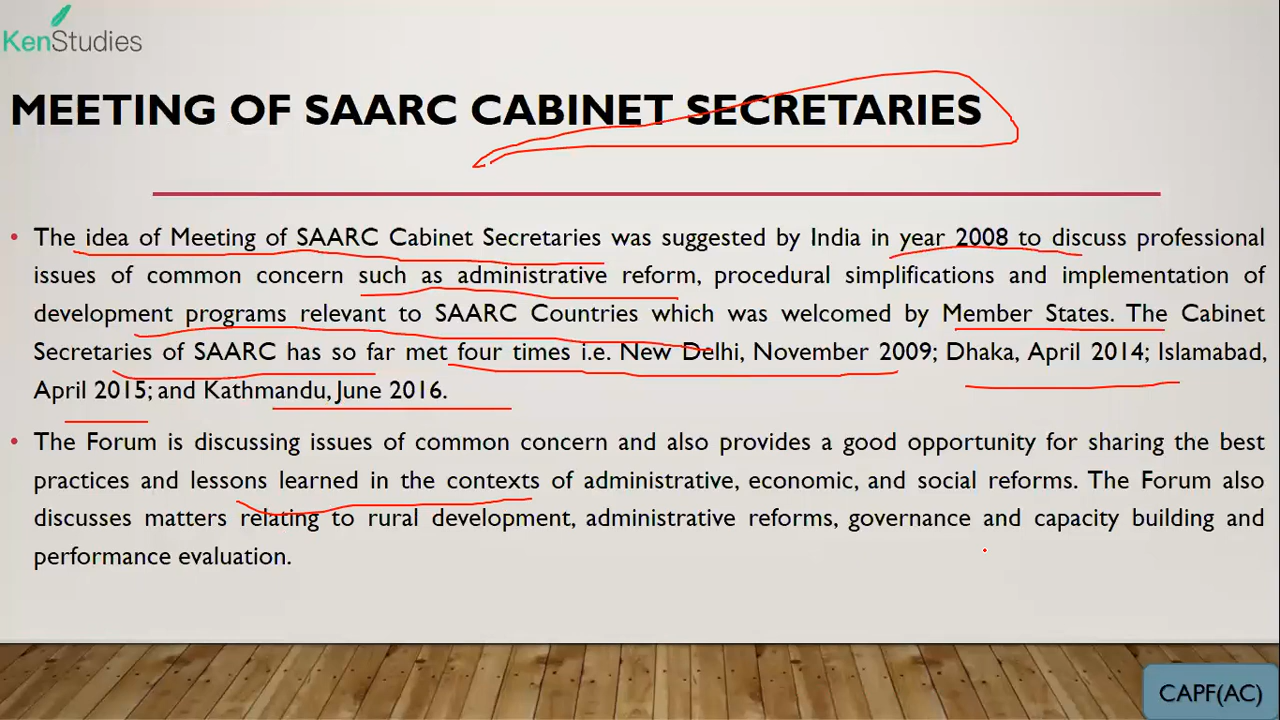 KenStudies
MEETING OF SAARC CABINET SECRETARIES
• The idea of Meeting of SAARC Cabinet Secretaries was suggested by India in year 2008 to discuss professional
issues of common concern such as administrative reform, procedural simplifications and implementation of
development programs relevant to SAARC Countries which was welcomed by Member States. The Cabinet
Secretaries of SAARC has so far met four times i.e. New Delhi, November 2009; Dhaka, April 2014; Islamabad,
April 2015; and Kathmandu, June 2016.
• The Forum is discussing issues of common concern and also provides a good opportunity for sharing the best
practices and lessons learned in the contexts of administrative, economic, and social reforms. The Forum also
discusses matters relating to rural development, administrative reforms, governance and capacity building and
performance evaluation.
CAPF(AC)